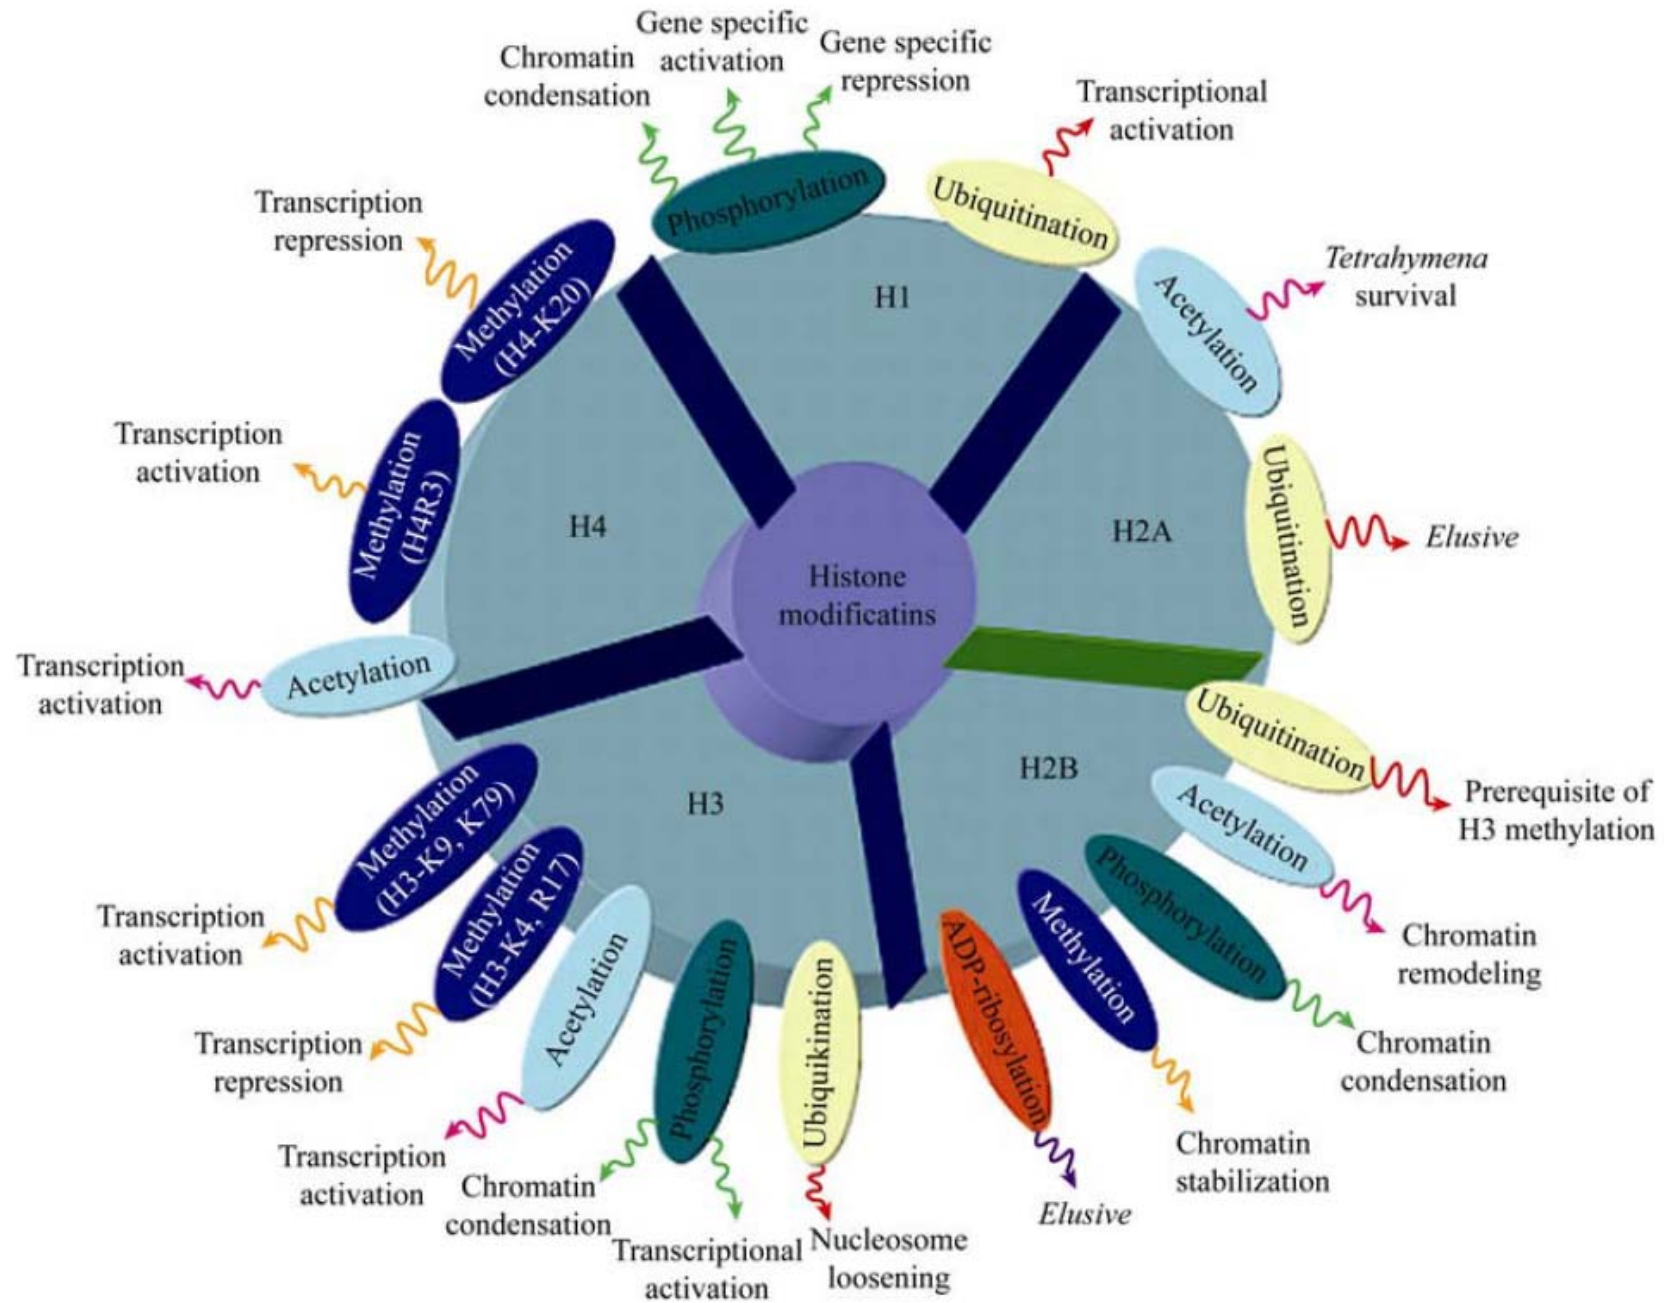 Gene specific
activation
Gene specific
repression
Chromatin
condensation
Transcriptional
activation
Phosphorylation
Ubiquitination
Transcription
repression
Methylation
(H4-K20)
Acetylation
Tetrahymena
survival
H1
Transcription
activation
Methylation
(H4R3)
H4
H2A
Ubiquitination
Elusive
Histone
modificatins
Transcription
activation
Acetylation
Ubiquitination
Prerequisite of
H3 methylation
H3
H2B
Methylation
(H3-K9, K79)
Transcription
activation
Methylation
(H3-K4, R17)
Transcription
repression
Acetylation
Transcription
activation
Phosphorylation
Chromatin
condensation
Transcriptional
activation
Ubiquikination
Nucleosome
loosening
ADP-ribosylation
Elusive
Methylation
Chromatin
stabilization
Phosphorylation
Chromatin
condensation
Acetylation
Chromatin
remodeling